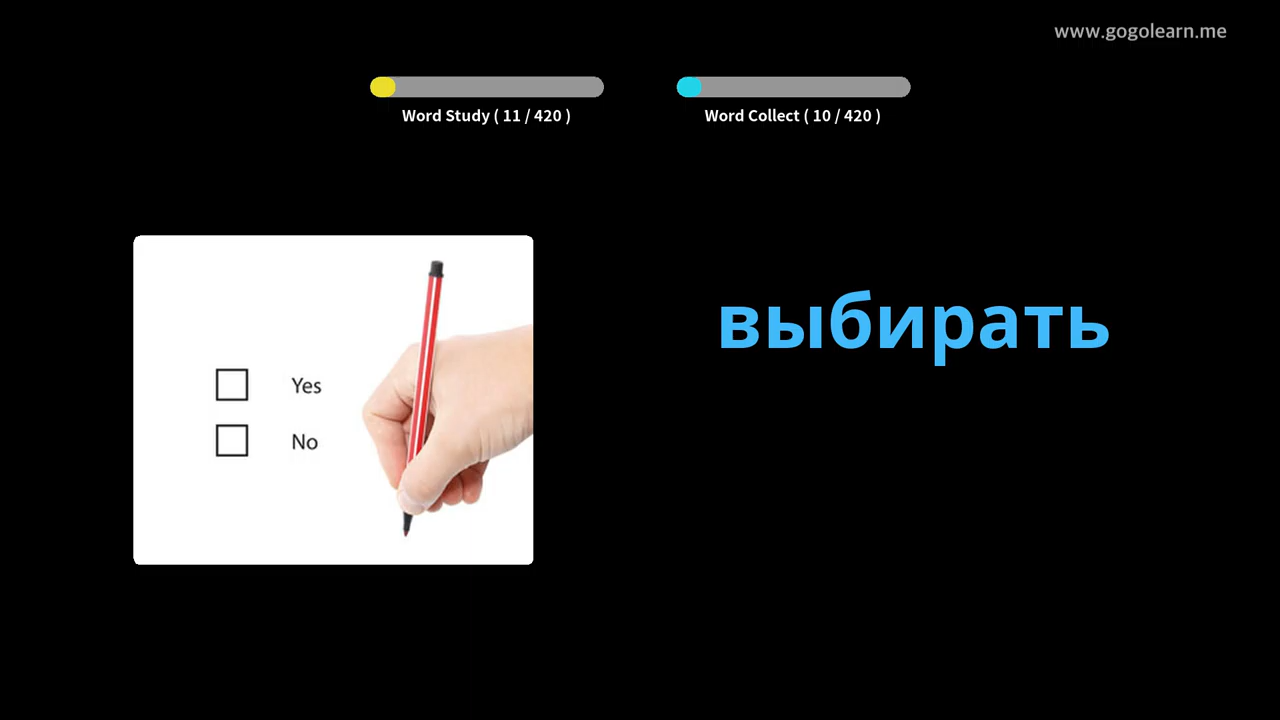 www.gogolearn.me
Word Study ( 11 / 420 )
Word Collect ( 10 / 420 )
выбирать
Yes
No